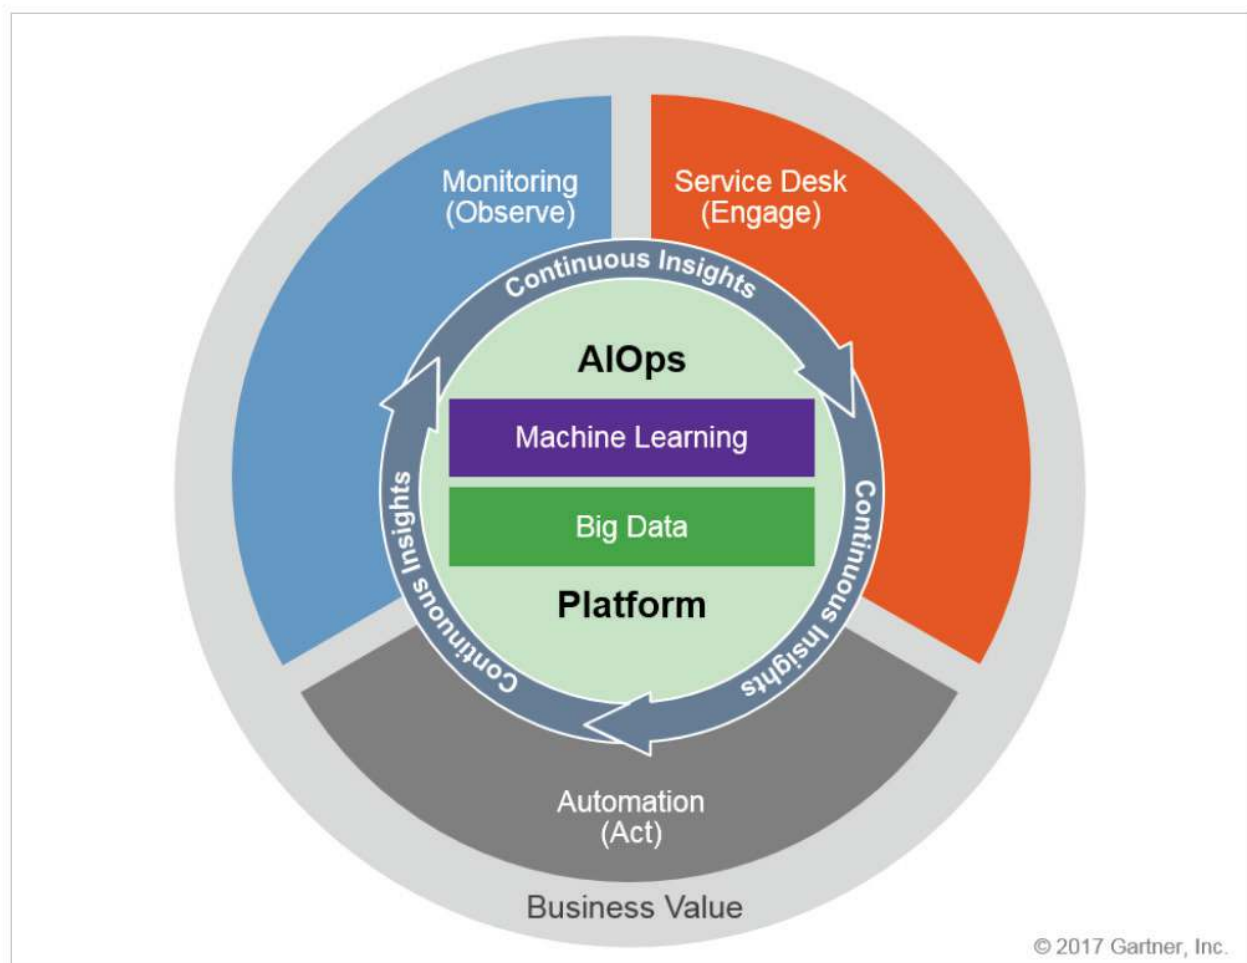 Monitoring
(Observe)
Service Desk
(Engage)
Continuous Insights
AIOps
Machine Learning
Big Data
Platform
Continuous Insights
Continuous Insights
Automation
(Act)
Business Value
© 2017 Gartner, Inc.